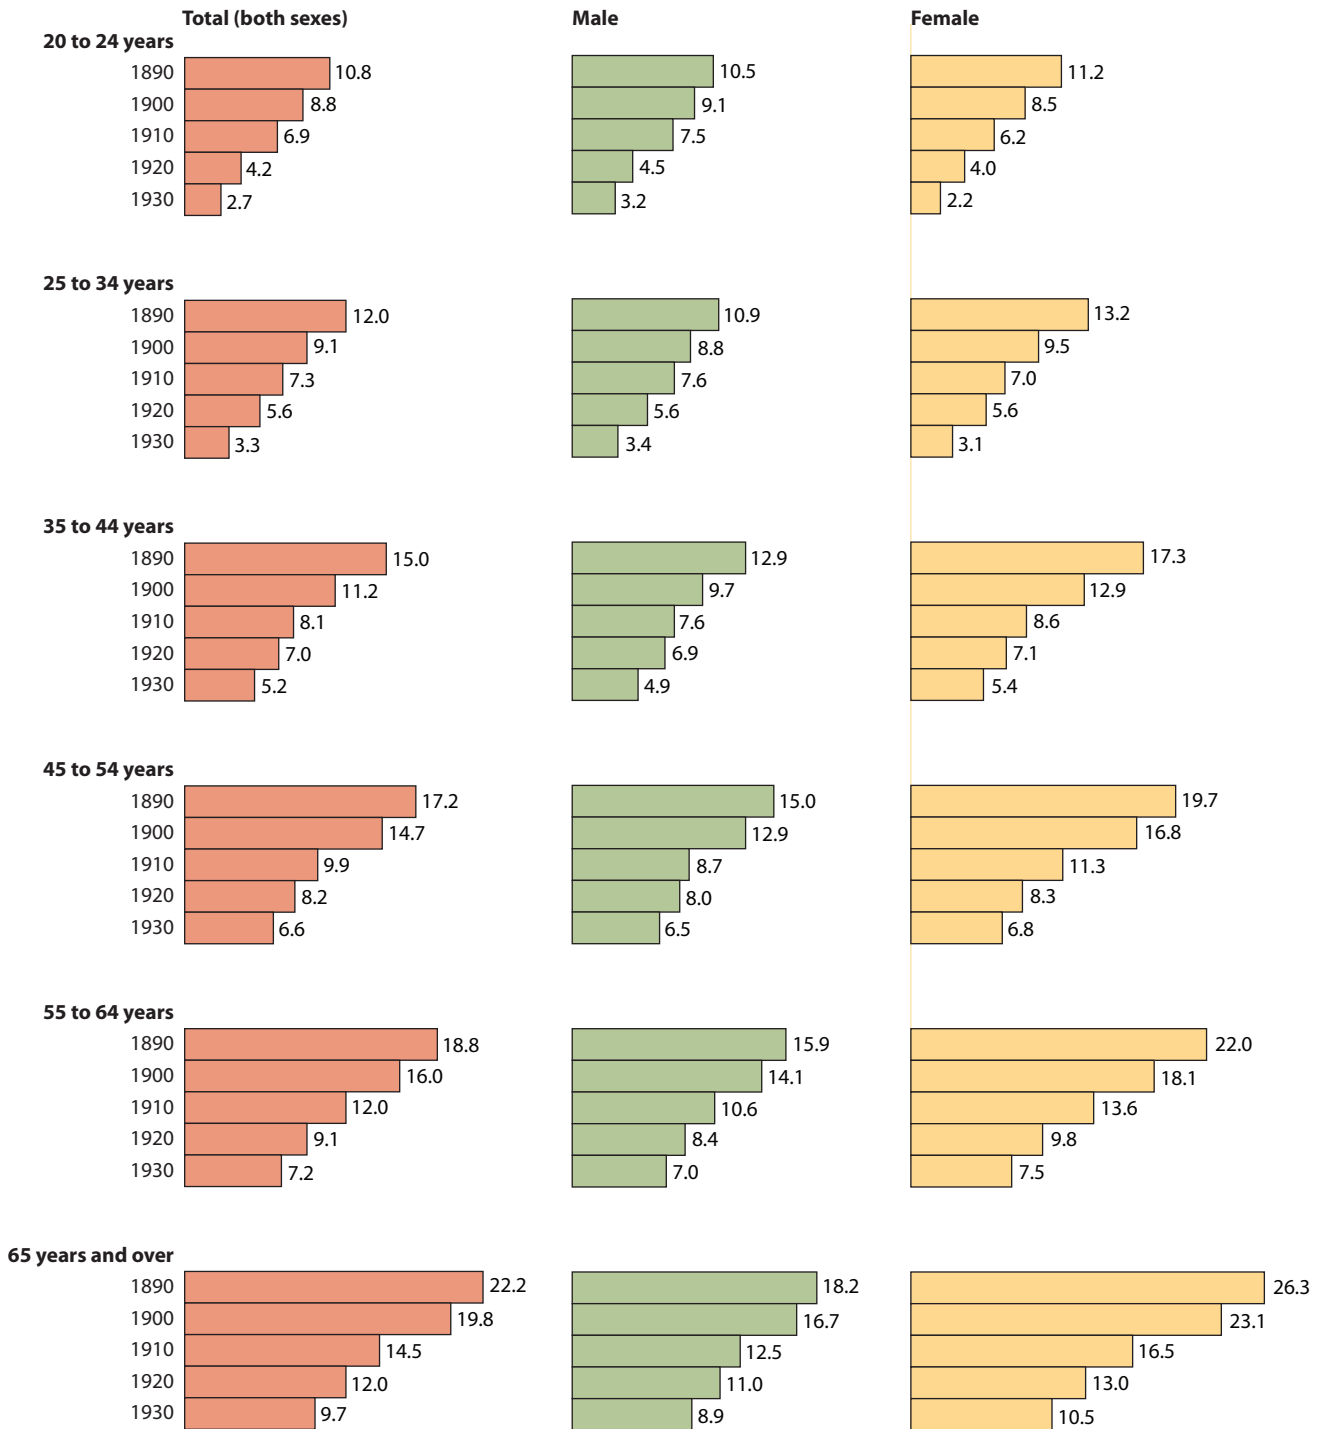 Total (both sexes) Male Female
20 to 24 years
1890 10.8 10.5 11.2
1900 8.8 9.1 8.5
1910 6.9 7.5 6.2
1920 4.2 4.5 4.0
1930 2.7 3.2 2.2
25 to 34 years
1890 12.0 10.9 13.2
1900 9.1 8.8 9.5
1910 7.3 7.6 7.0
1920 5.6 5.6 5.6
1930 3.3 3.4 3.1
35 to 44 years
1890 15.0 12.9 17.3
1900 11.2 9.7 12.9
1910 8.1 7.6 8.6
1920 7.0 6.9 7.1
1930 5.2 4.9 5.4
45 to 54 years
1890 17.2 15.0 19.7
1900 14.7 12.9 16.8
1910 9.9 8.7 11.3
1920 8.2 8.0 8.3
1930 6.6 6.5 6.8
55 to 64 years
1890 18.8 15.9 22.0
1900 16.0 14.1 18.1
1910 12.0 10.6 13.6
1920 9.1 8.4 9.8
1930 7.2 7.0 7.5
65 years and over
1890 22.2 18.2 26.3
1900 19.8 16.7 23.1
1910 14.5 12.5 16.5
1920 12.0 11.0 13.0
1930 9.7 8.9 10.5